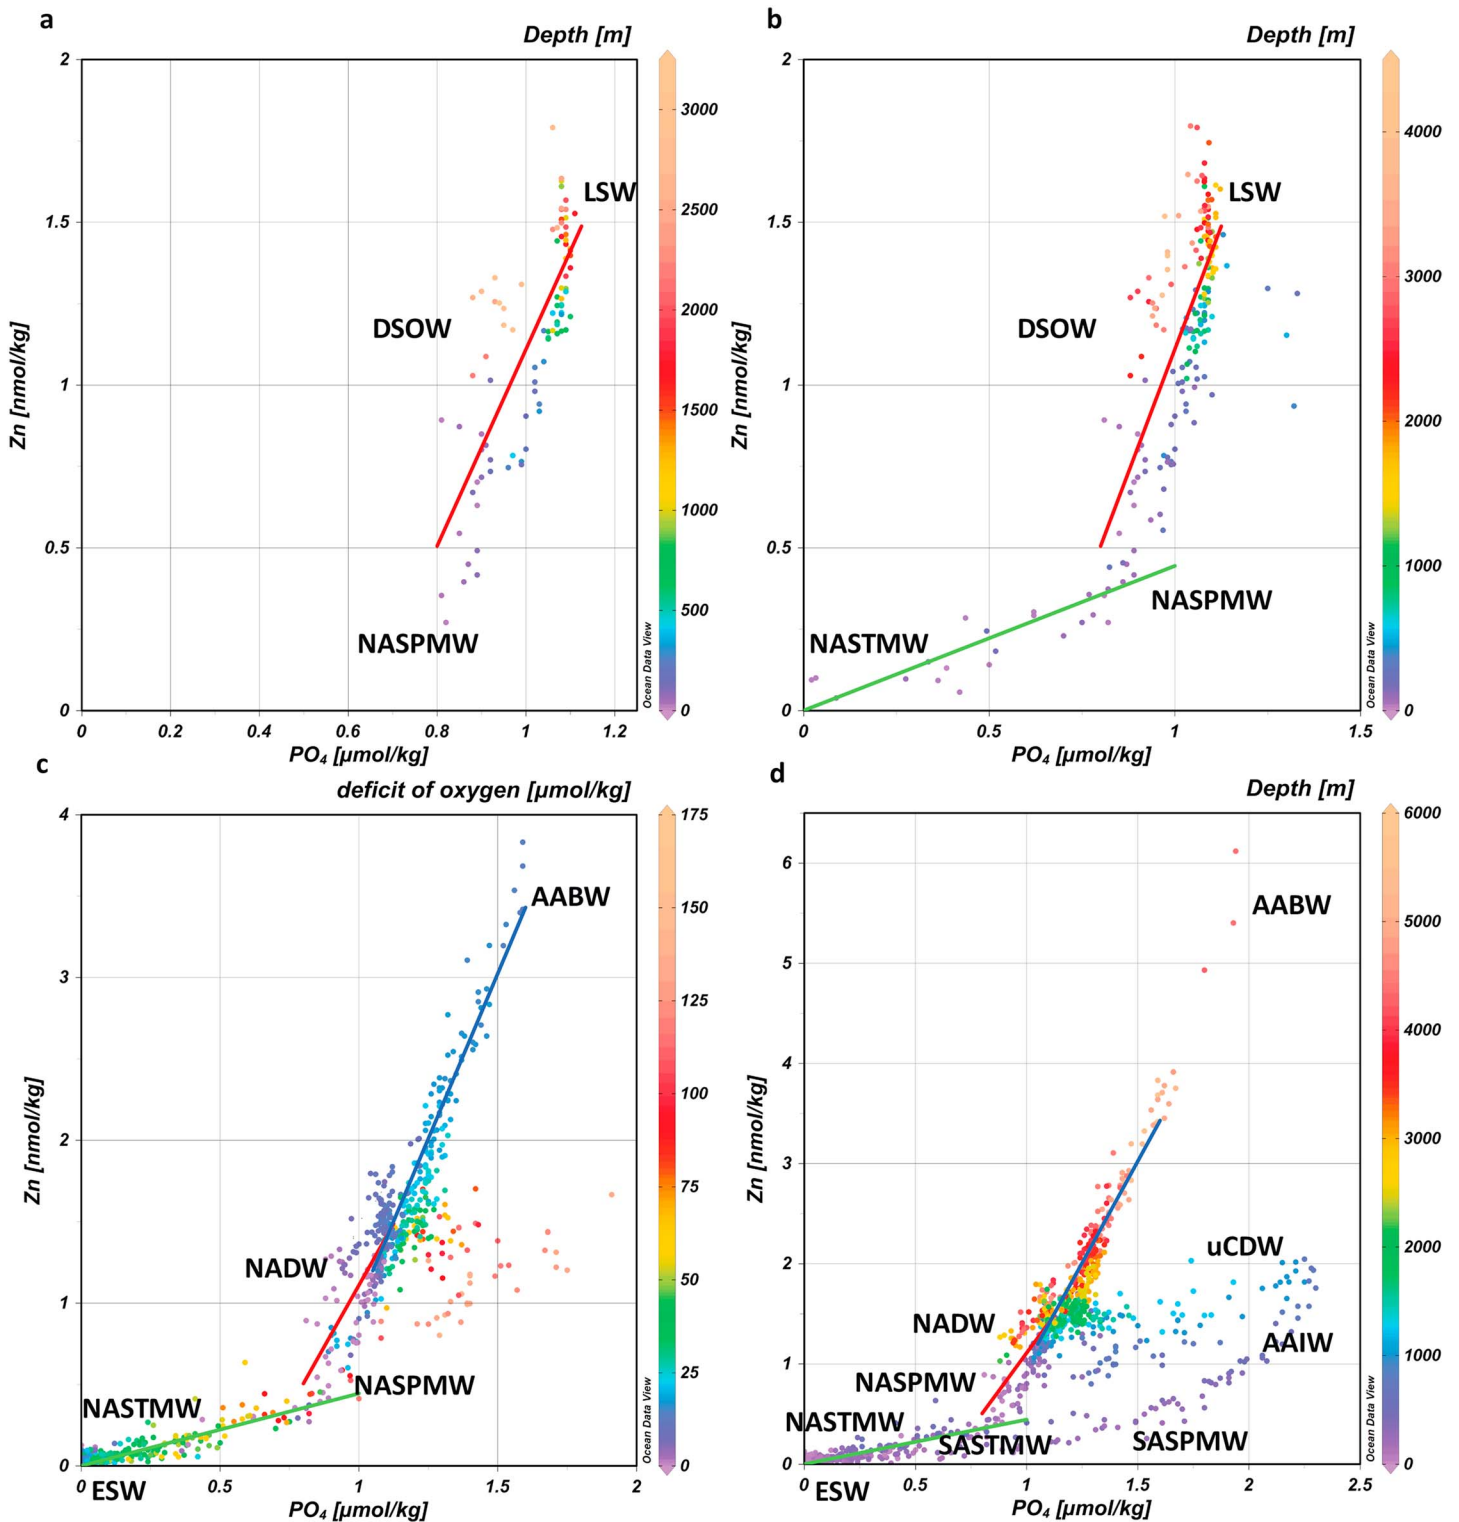 a
Depth [m]
2
1.5
1
0.5
0
Zn [nmol/kg]
0
0.2
0.4
0.6
0.8
1
1.2
PO₄ [µmol/kg]
LSW
DSOW
NASPMW
Ocean Data View
3000
2500
2000
1500
1000
500
0
b
Depth [m]
2
1.5
1
0.5
0
Zn [nmol/kg]
0
0.5
1
1.5
PO₄ [µmol/kg]
LSW
DSOW
NASPMW
NASTMW
Ocean Data View
4000
3000
2000
1000
0
c
deficit of oxygen [µmol/kg]
4
3
2
1
0
Zn [nmol/kg]
0
0.5
1
1.5
2
PO₄ [µmol/kg]
AABW
NADW
NASPMW
NASTMW
ESW
Ocean Data View
175
150
125
100
75
50
25
0
d
Depth [m]
6
5
4
3
2
1
0
Zn [nmol/kg]
0
0.5
1
1.5
2
2.5
PO₄ [µmol/kg]
AABW
uCDW
NADW
AAIW
NASPMW
NASTMW
SASTMW
SASPMW
ESW
Ocean Data View
6000
5000
4000
3000
2000
1000
0